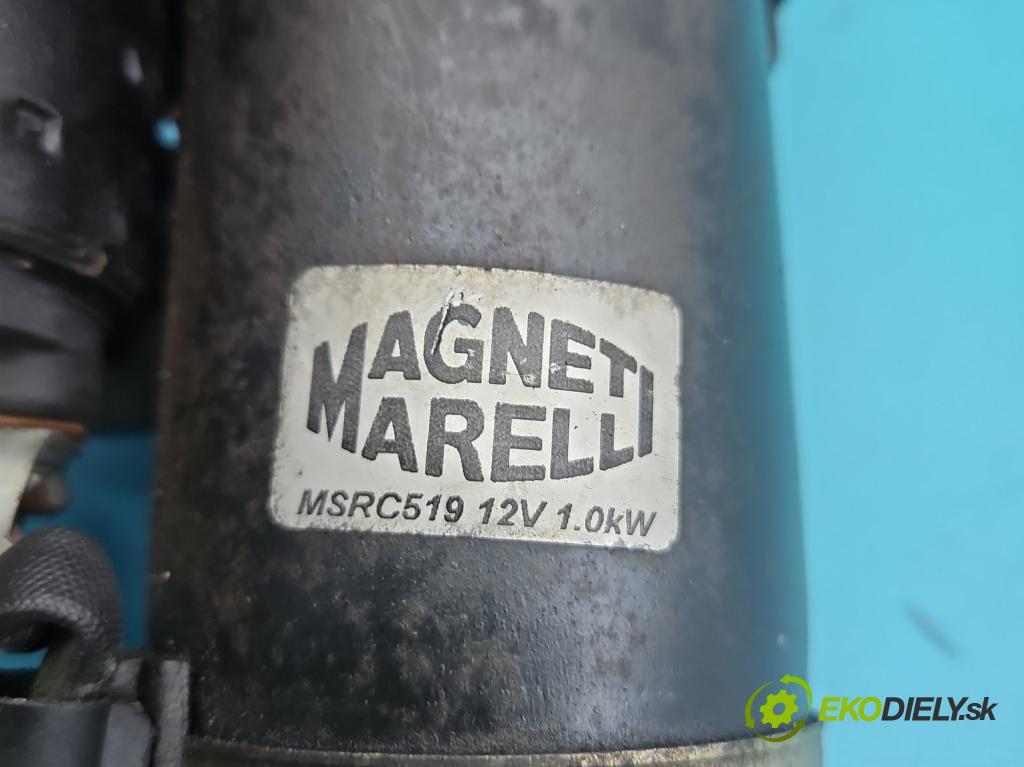 MAGNETI
MARELLI
MSRC519 12V 1.0kW
EKODIELY.sk